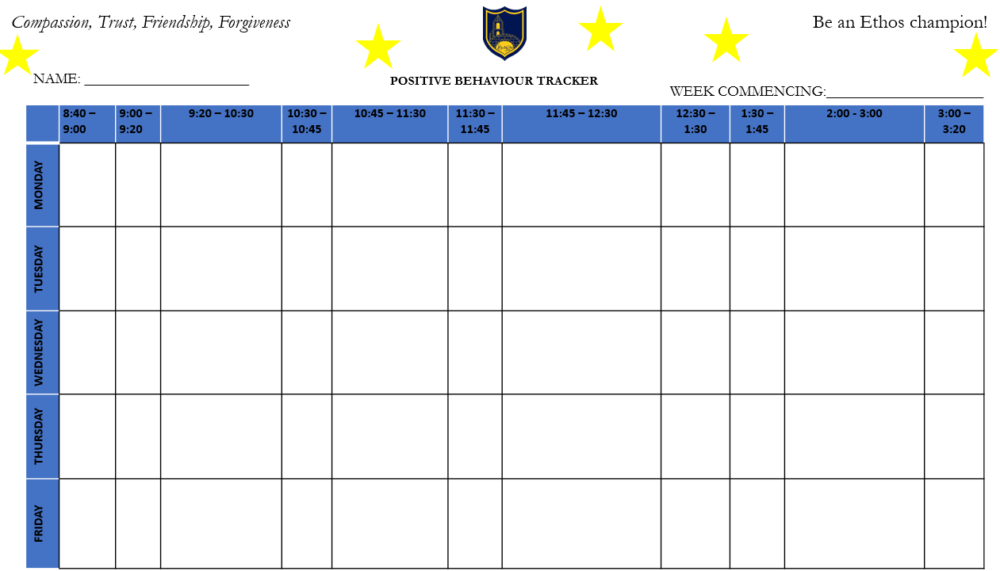 Compassion, Trust, Friendship, Forgiveness
Be an Ethos champion!
NAME: ______________________
POSITIVE BEHAVIOUR TRACKER
WEEK COMMENCING:_____________________
8:40 – 9:00
9:00 – 9:20
9:20 – 10:30
10:30 – 10:45
10:45 – 11:30
11:30 – 11:45
11:45 – 12:30
12:30 – 1:30
1:30 – 1:45
2:00 - 3:00
3:00 – 3:20
MONDAY
TUESDAY
WEDNESDAY
THURSDAY
FRIDAY